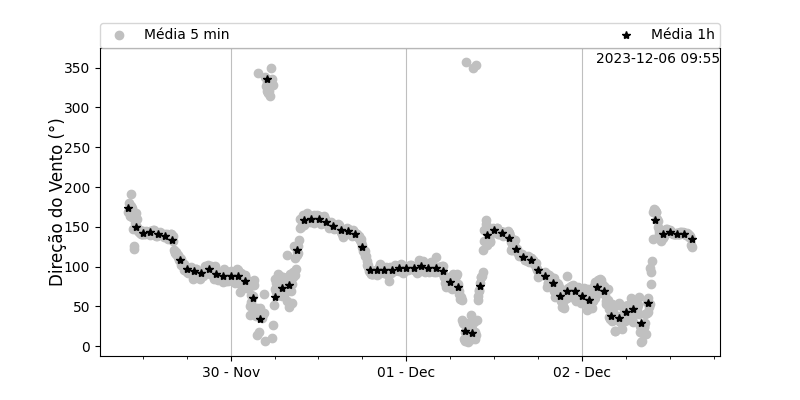 Média 5 min
Média 1h
2023-12-06 09:55
Direção do Vento (°)
350
300
250
200
150
100
50
0
30 - Nov
01 - Dec
02 - Dec